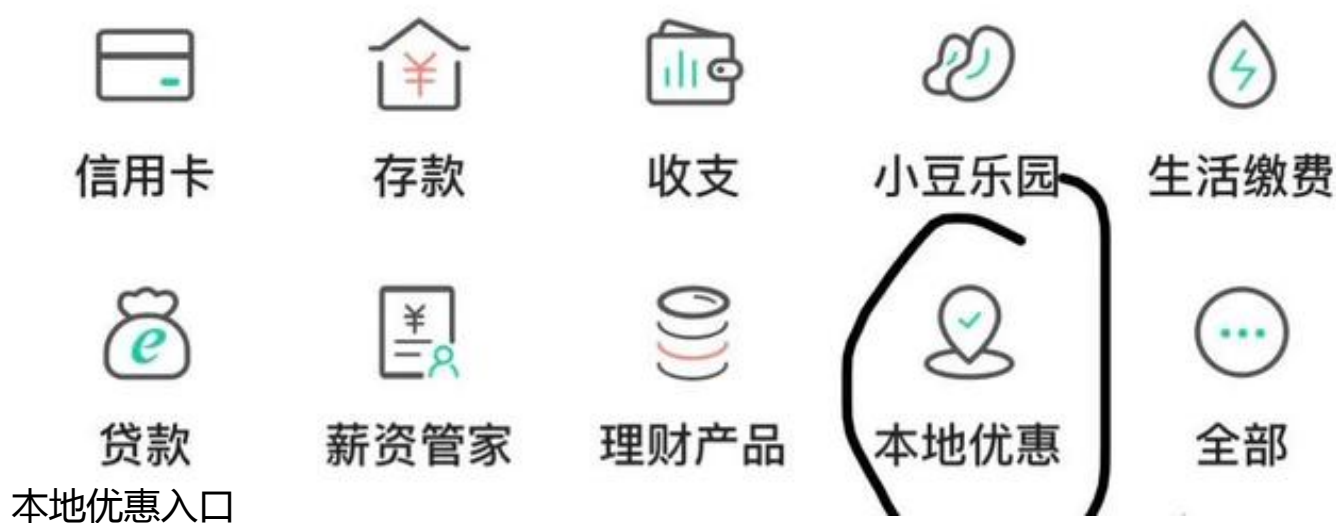 信用卡 存款 收支 小豆乐园 生活缴费
¥
e ¥
贷款 薪资管家 理财产品 本地优惠 全部
本地优惠入口